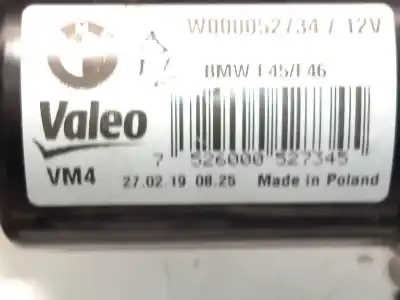 W000052734 / 12V
BMW F45/F46
Valeo
7 526000 527345
VM4 27.02.19 08.25 Made in Poland